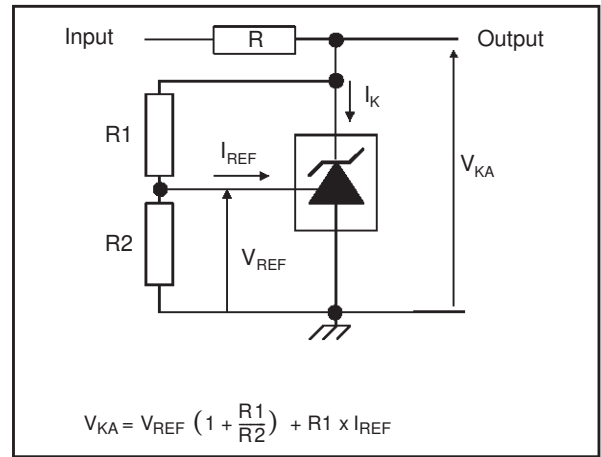 Input R Output
I_K
R1
I_REF
V_KA
R2
V_REF
V_KA = V_REF (1 + R1/R2) + R1 x I_REF